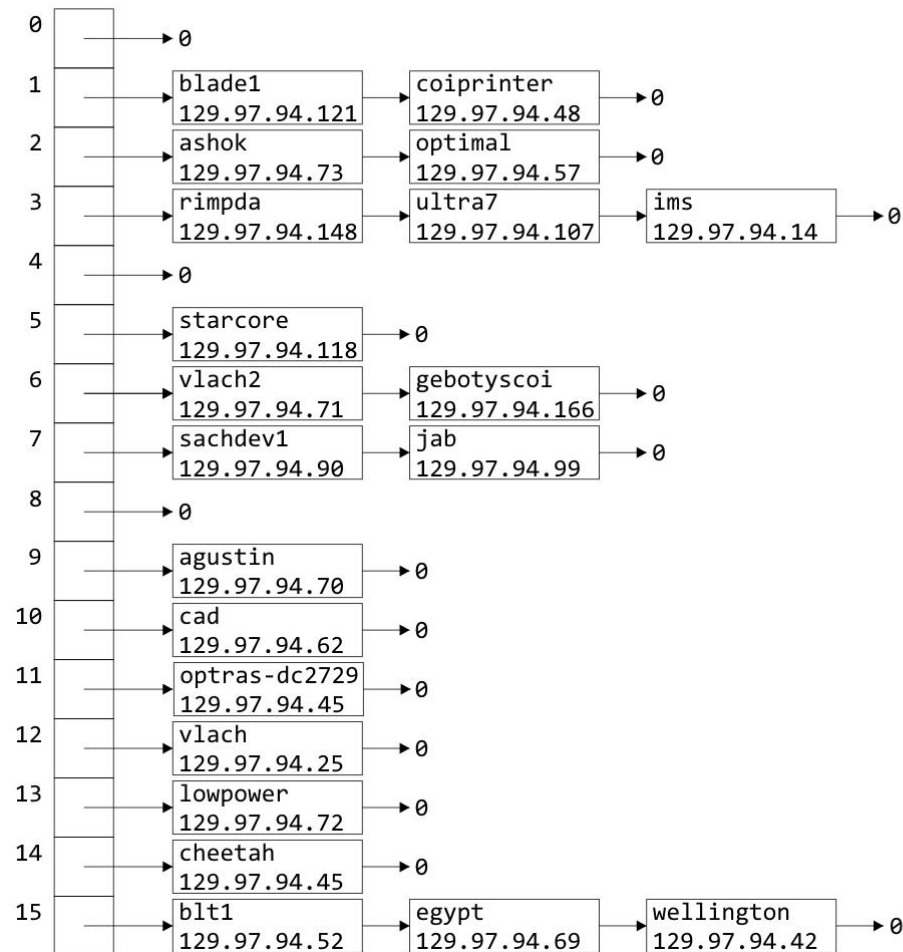 0
0
1
blade1 coiprinter
129.97.94.121 129.97.94.48 0
2
ashok optimal
129.97.94.73 129.97.94.57 0
3
rimpda ultra7 ims
129.97.94.148 129.97.94.107 129.97.94.14 0
4
0
5
starcore
129.97.94.118 0
6
vlach2 gebotyscoi
129.97.94.71 129.97.94.166 0
7
sachdev1 jab
129.97.94.90 129.97.94.99 0
8
0
9
agustin
129.97.94.70 0
10
cad
129.97.94.62 0
11
optras-dc2729
129.97.94.45 0
12
vlach
129.97.94.25 0
13
lowpower
129.97.94.72 0
14
cheetah
129.97.94.45 0
15
blt1 egypt wellington
129.97.94.52 129.97.94.69 129.97.94.42 0